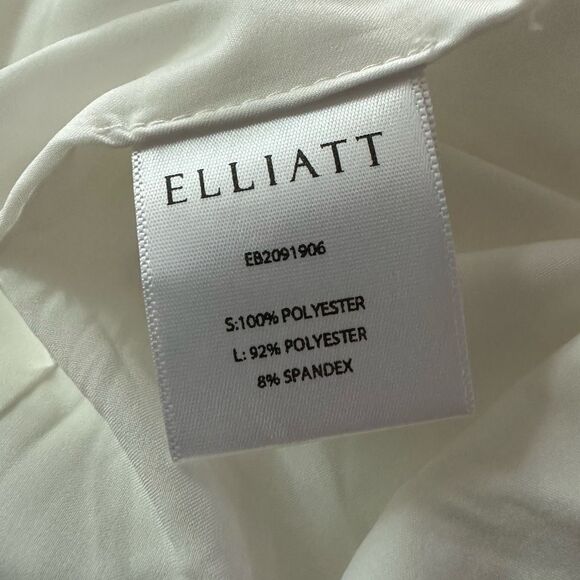 ELLIATT
EB2091906
S:100% POLYESTER
L: 92% POLYESTER
8% SPANDEX